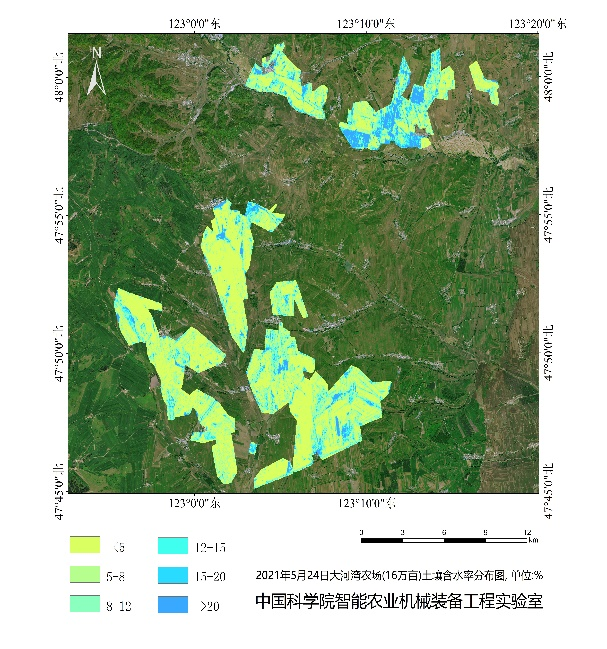 123°0'0"东 123°10'0"东 123°20'0"东
N
48°0'0"北 48°0'0"北
47°55'0"北 47°55'0"北
47°50'0"北 47°50'0"北
47°45'0"北 47°45'0"北
123°0'0"东 123°10'0"东
0 3 6 9 12
km
<5 12-15
5-8 15-20
8-12 >20
2021年5月24日大河湾农场(16万亩)土壤含水率分布图, 单位:%
中国科学院智能农业机械装备工程实验室